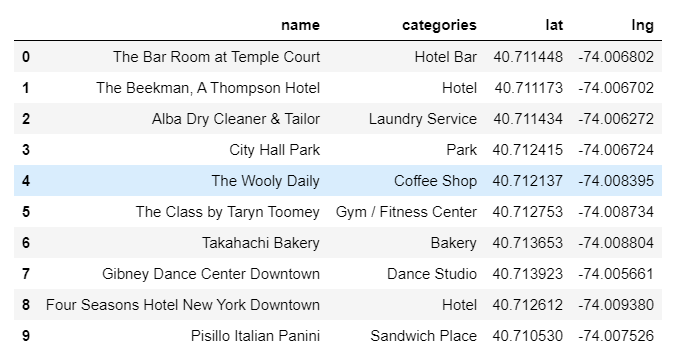 name categories lat lng
0 The Bar Room at Temple Court Hotel Bar 40.711448 -74.006802
1 The Beekman, A Thompson Hotel Hotel 40.711173 -74.006702
2 Alba Dry Cleaner & Tailor Laundry Service 40.711434 -74.006272
3 City Hall Park Park 40.712415 -74.006724
4 The Wooly Daily Coffee Shop 40.712137 -74.008395
5 The Class by Taryn Toomey Gym / Fitness Center 40.712753 -74.008734
6 Takahachi Bakery Bakery 40.713653 -74.008804
7 Gibney Dance Center Downtown Dance Studio 40.713923 -74.005661
8 Four Seasons Hotel New York Downtown Hotel 40.712612 -74.009380
9 Pisillo Italian Panini Sandwich Place 40.710530 -74.007526